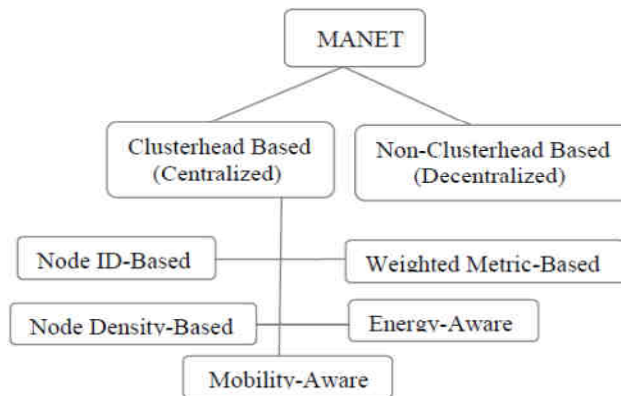 MANET
Clusterhead Based
(Centralized)
Non-Clusterhead Based
(Decentralized)
Node ID-Based
Weighted Metric-Based
Node Density-Based
Energy-Aware
Mobility-Aware